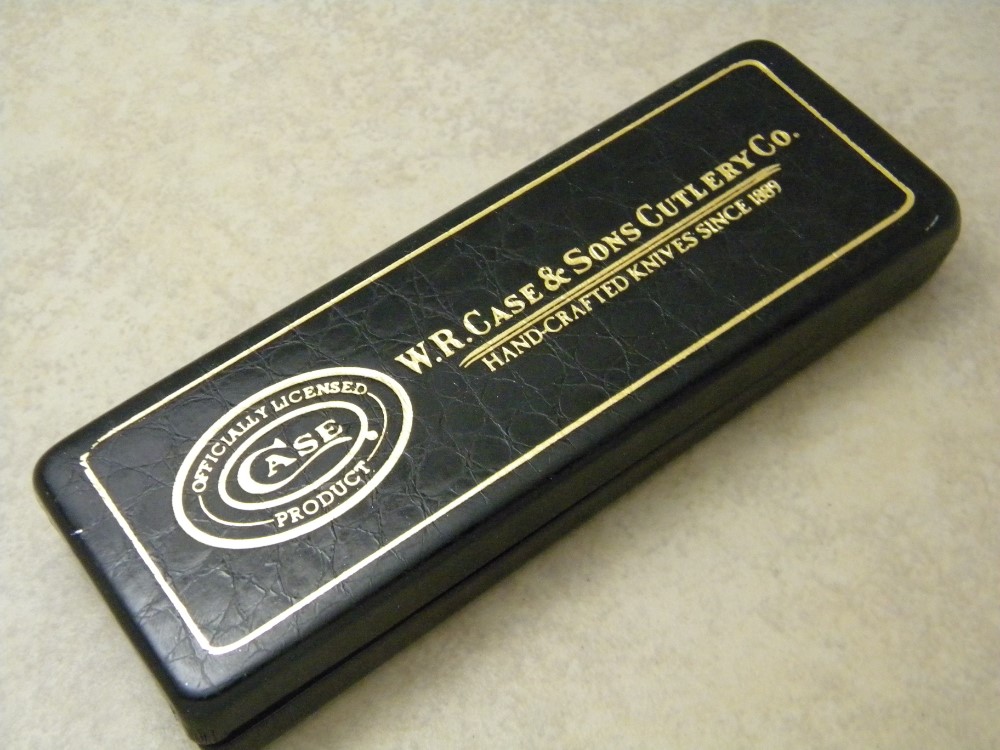 W.R. CASE & SONS CUTLERY CO.
HAND-CRAFTED KNIVES SINCE 1889
OFFICIALLY LICENSED
CASE
PRODUCT